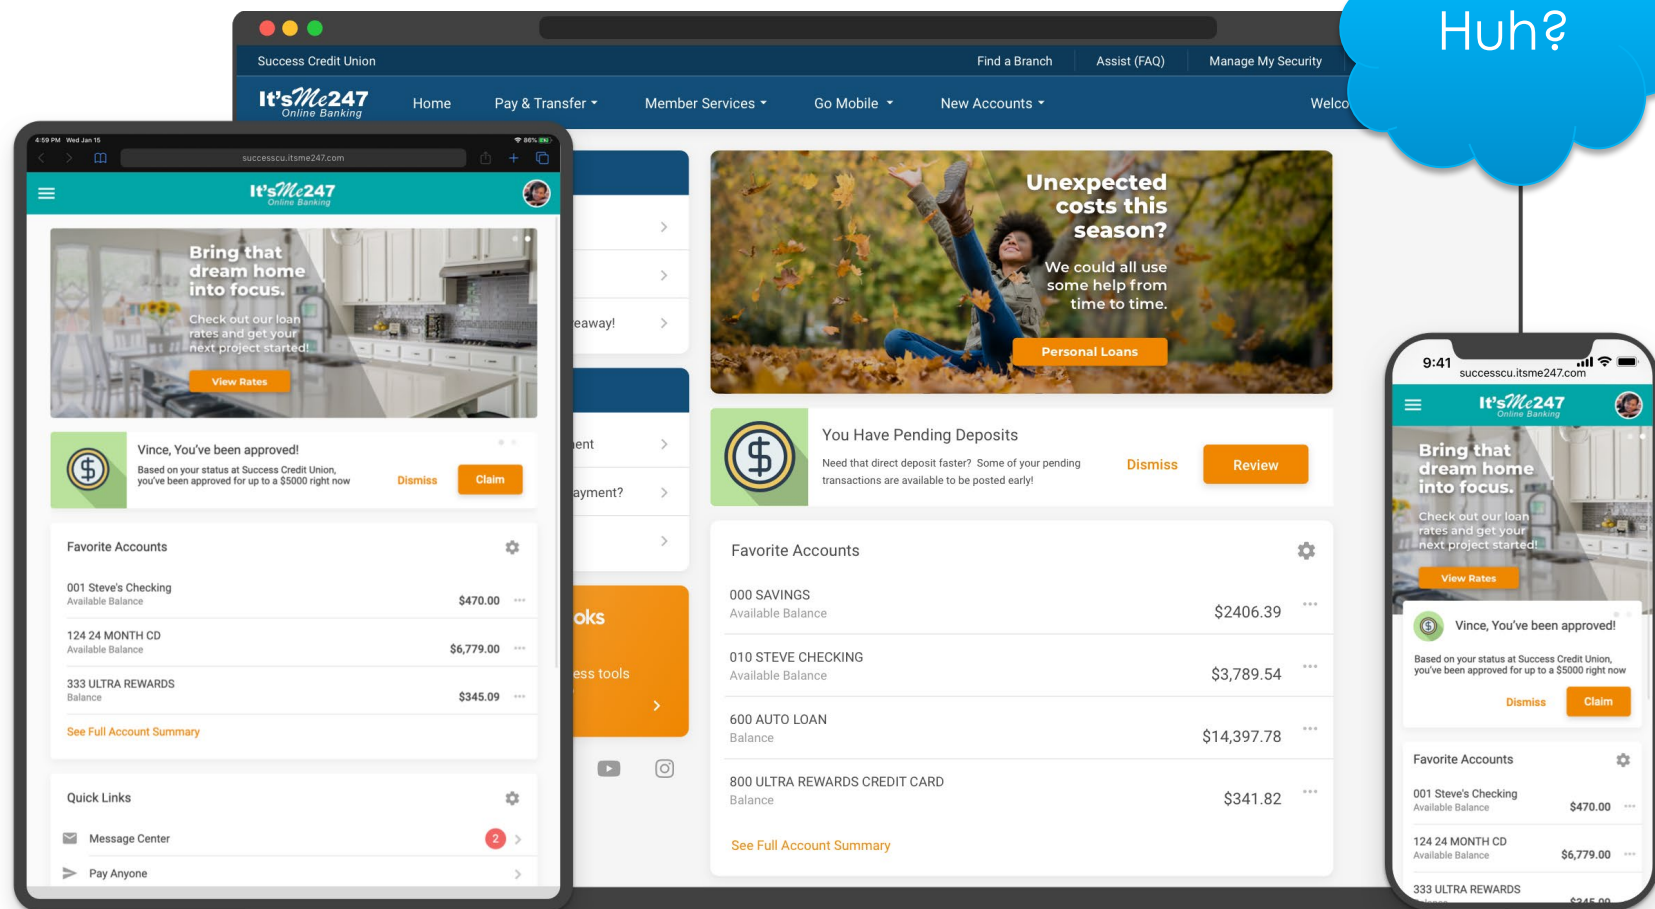 Huh?
Success Credit Union
Find a Branch
Assist (FAQ)
Manage My Security
It's Me 247
Online Banking
Home
Pay & Transfer
Member Services
Go Mobile
New Accounts
eaway!
ent
ayment?
oks
ess tools
Unexpected
costs this
season?
We could all use
some help from
time to time.
Personal Loans
You Have Pending Deposits
Need that direct deposit faster? Some of your pending
transactions are available to be posted early!
Dismiss
Review
Favorite Accounts
000 SAVINGS
Available Balance
$2406.39
010 STEVE CHECKING
Available Balance
$3,789.54
600 AUTO LOAN
Balance
$14,397.78
800 ULTRA REWARDS CREDIT CARD
Balance
$341.82
See Full Account Summary
4:59 PM Wed Jan 15
86%
successcu.itsme247.com
It's Me 247
Online Banking
Bring that
dream home
into focus.
Check out our loan
rates and get your
next project started!
View Rates
Vince, You've been approved!
Based on your status at Success Credit Union,
you've been approved for up to a $5000 right now
Dismiss
Claim
Favorite Accounts
001 Steve's Checking
Available Balance
$470.00
124 24 MONTH CD
Available Balance
$6,779.00
333 ULTRA REWARDS
Balance
$345.09
See Full Account Summary
Quick Links
Message Center
2
Pay Anyone
9:41
successcu.itsme247.com
It's Me 247
Online Banking
Bring that
dream home
into focus.
Check out our loan
rates and get your
next project started!
View Rates
Vince, You've been approved!
Based on your status at Success Credit Union,
you've been approved for up to a $5000 right now
Dismiss
Claim
Favorite Accounts
001 Steve's Checking
Available Balance
$470.00
124 24 MONTH CD
Available Balance
$6,779.00
333 ULTRA REWARDS
$345.09